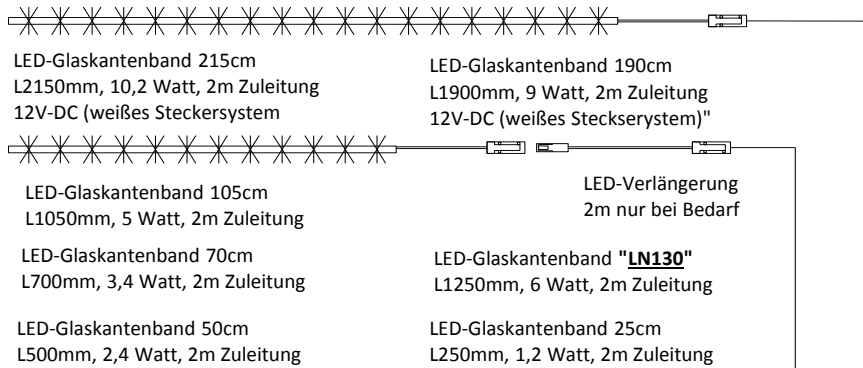 LED-Glaskantenband 215cm
L2150mm, 10,2 Watt, 2m Zuleitung
12V-DC (weißes Steckersystem
LED-Glaskantenband 190cm
L1900mm, 9 Watt, 2m Zuleitung
12V-DC (weißes Steckserystem)"
LED-Glaskantenband 105cm
L1050mm, 5 Watt, 2m Zuleitung
LED-Verlängerung
2m nur bei Bedarf
LED-Glaskantenband 70cm
L700mm, 3,4 Watt, 2m Zuleitung
LED-Glaskantenband "LN130"
L1250mm, 6 Watt, 2m Zuleitung
LED-Glaskantenband 50cm
L500mm, 2,4 Watt, 2m Zuleitung
LED-Glaskantenband 25cm
L250mm, 1,2 Watt, 2m Zuleitung